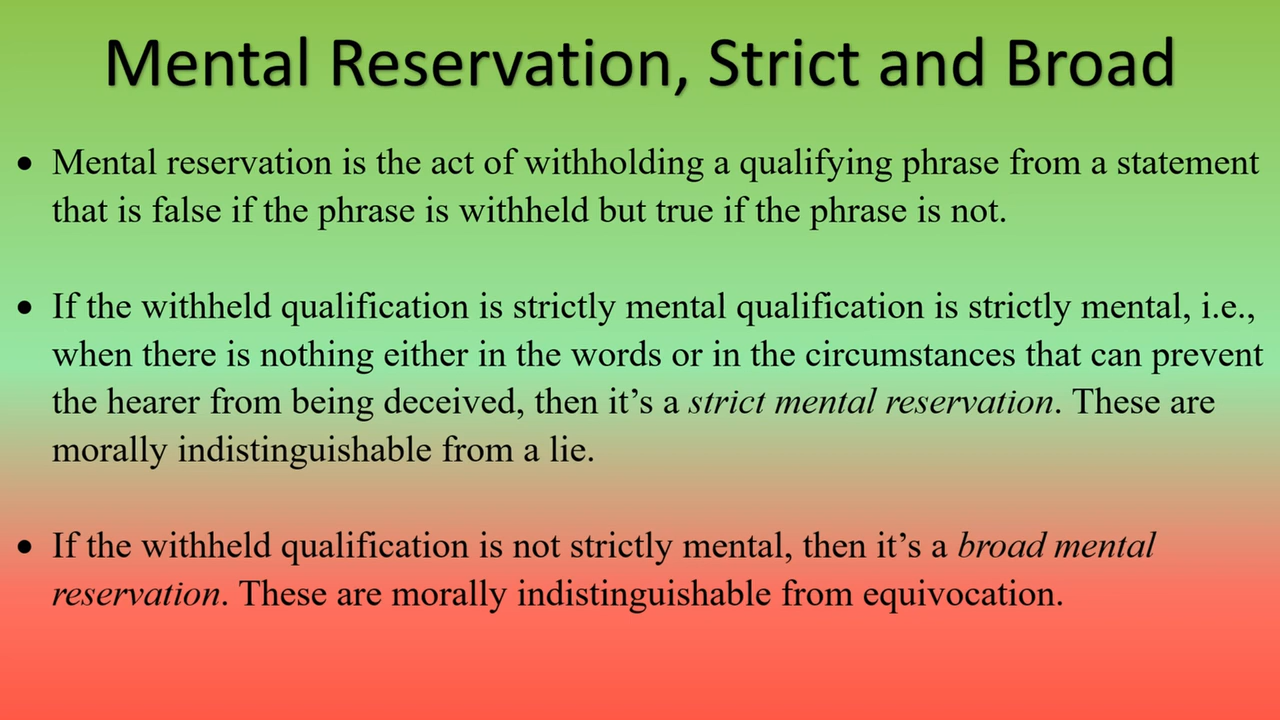 Mental Reservation, Strict and Broad
• Mental reservation is the act of withholding a qualifying phrase from a statement
that is false if the phrase is withheld but true if the phrase is not.
• If the withheld qualification is strictly mental qualification is strictly mental, i.e.,
when there is nothing either in the words or in the circumstances that can prevent
the hearer from being deceived, then it’s a strict mental reservation. These are
morally indistinguishable from a lie.
• If the withheld qualification is not strictly mental, then it’s a broad mental
reservation. These are morally indistinguishable from equivocation.